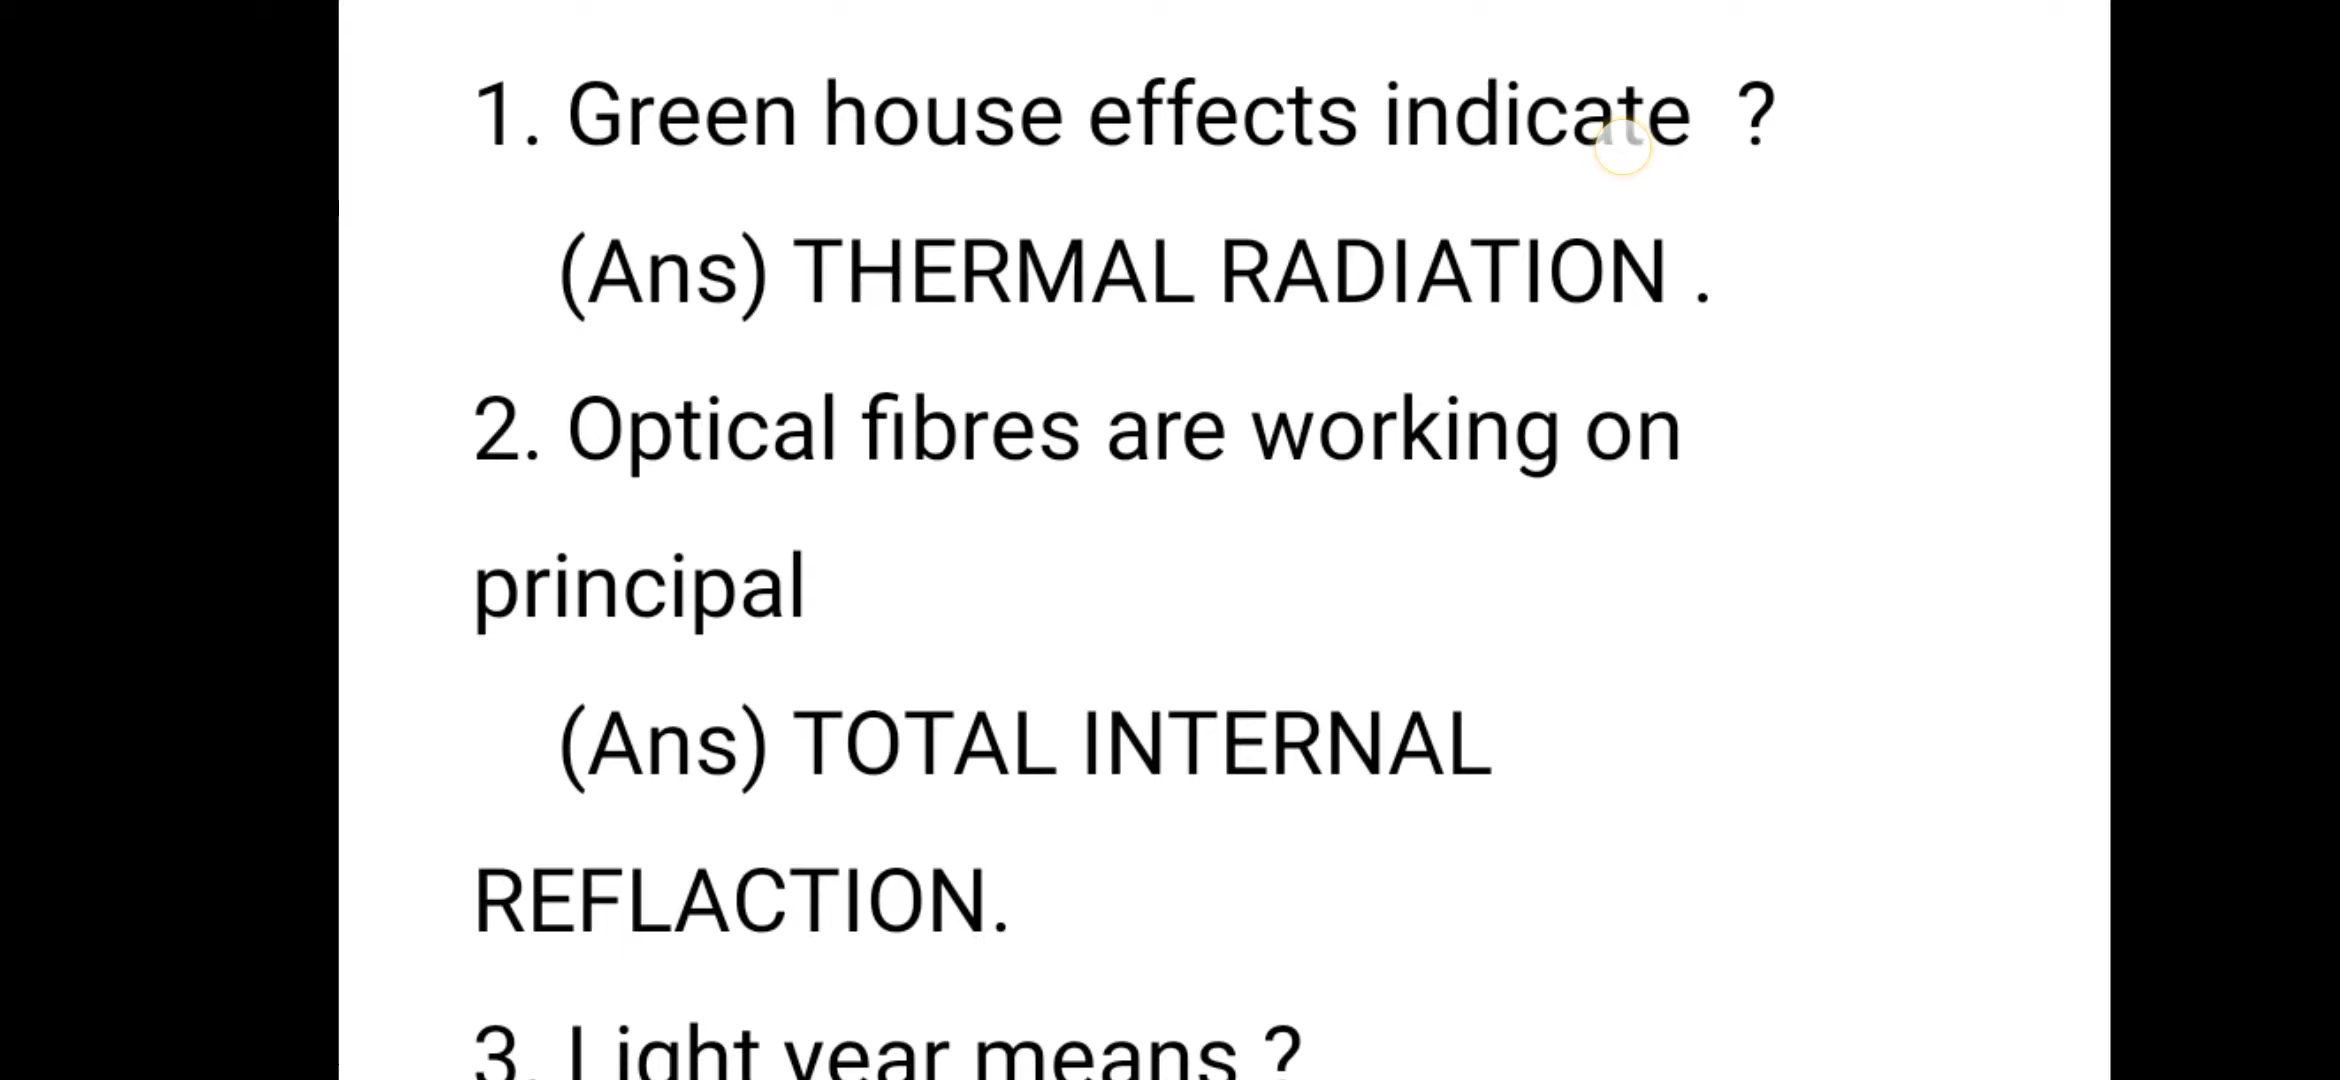 1. Green house effects indicate ?
(Ans) THERMAL RADIATION .
2. Optical fibres are working on
principal
(Ans) TOTAL INTERNAL
REFLACTION.
3. Light year means ?